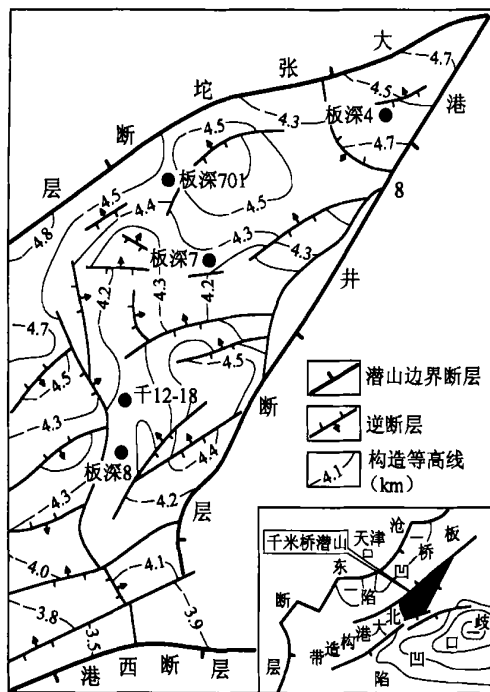 大张坨断层
4.7
4.5
港
4.3
板深4
4.5
4.7
板深701
8
4.5
4.4
4.5
4.8
4.3
4.3
板深7
井
4.2
4.3
4.2
4.7
4.5
4.5
潜山边界断层
千12-18
断
逆断层
4.3
4.4
板深8
4.1
构造等高线
(km)
4.3
4.2
层
4.0
4.1
3.8
3.9
3.5
港西断层
千米桥潜山
天津
沧东断层
板桥凹陷
北大港构造带
歧口凹陷